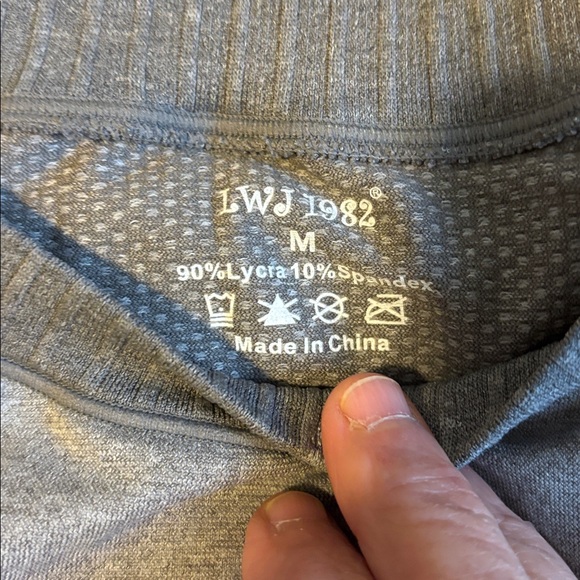 LWJ 1982®
M
90%Lycra 10%Spandex
Made In China